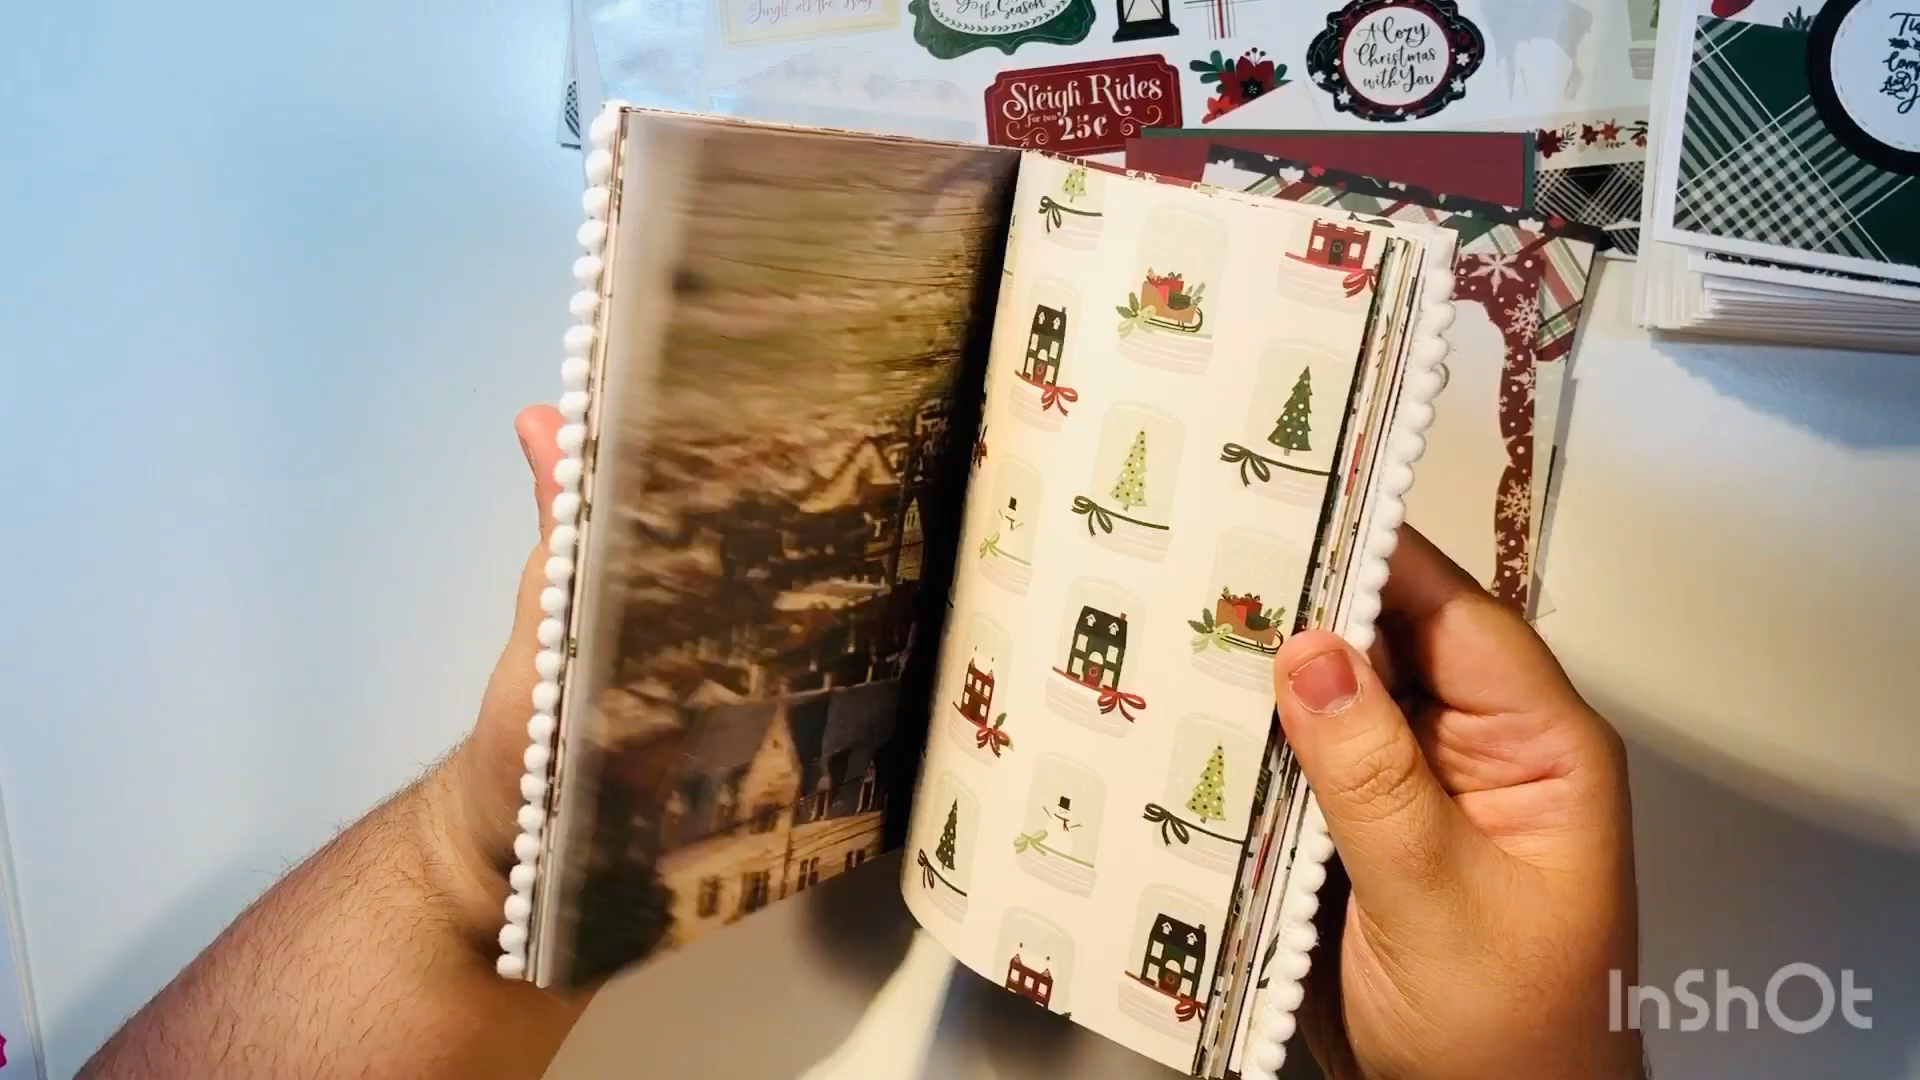 Jingle all the Way
the Season
Sleigh Rides
for two
25¢
A Cozy
Christmas
with You
InShOt